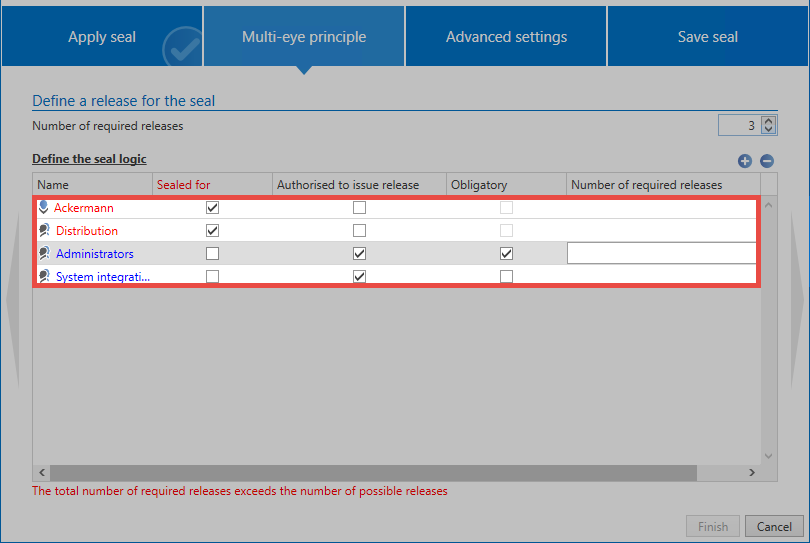 Apply seal Multi-eye principle Advanced settings Save seal
Define a release for the seal
Number of required releases 3
Define the seal logic
Name Sealed for Authorised to issue release Obligatory Number of required releases
Ackermann
Distribution
Administrators
System integrati...
The total number of required releases exceeds the number of possible releases
Finish Cancel